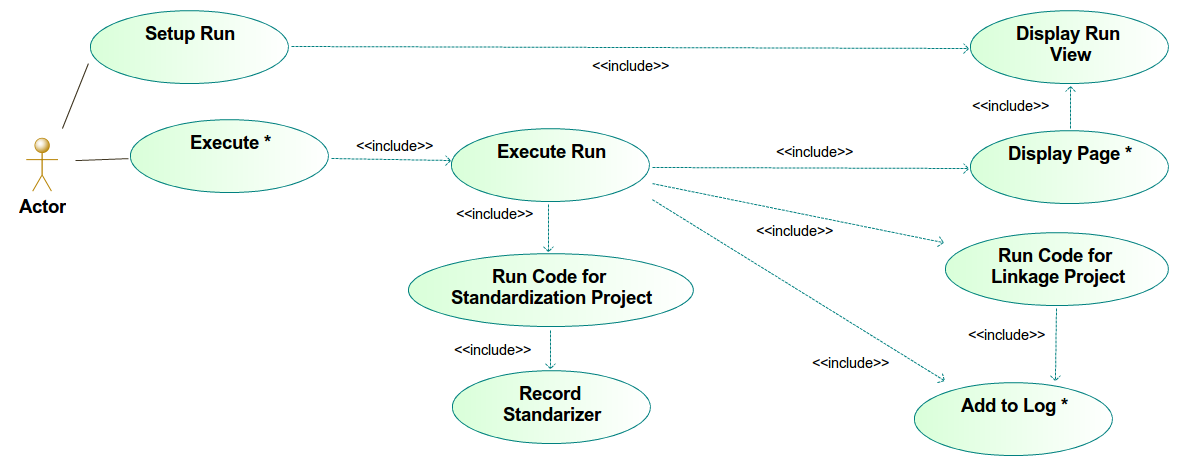 Setup Run
<<include>>
Display Run
View
<<include>>
Execute *
<<include>>
Execute Run
<<include>>
Display Page *
Actor
<<include>>
<<include>>
Run Code for
Standardization Project
Run Code for
Linkage Project
<<include>>
<<include>>
<<include>>
Record
Standarizer
Add to Log *